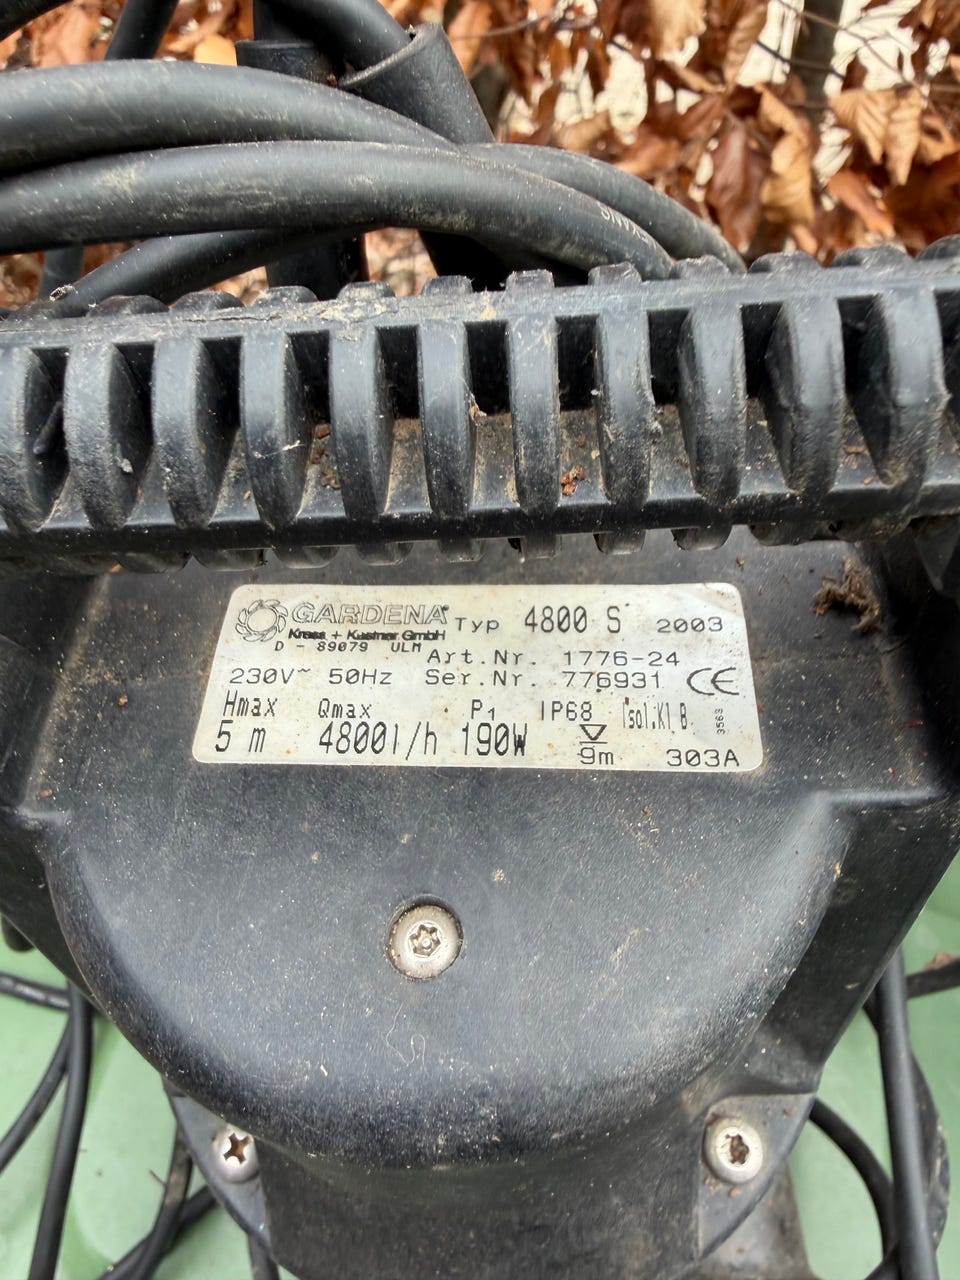 GARDENA Typ 4800 S 2003
Kress + Kastner GmbH
D - 89079 ULM
Art.Nr. 1776-24
230V~ 50Hz Ser.Nr. 776931 CE
Hmax Qmax P1 IP68 Isol.Kl B 3563
5 m 4800l/h 190W 9m 303A